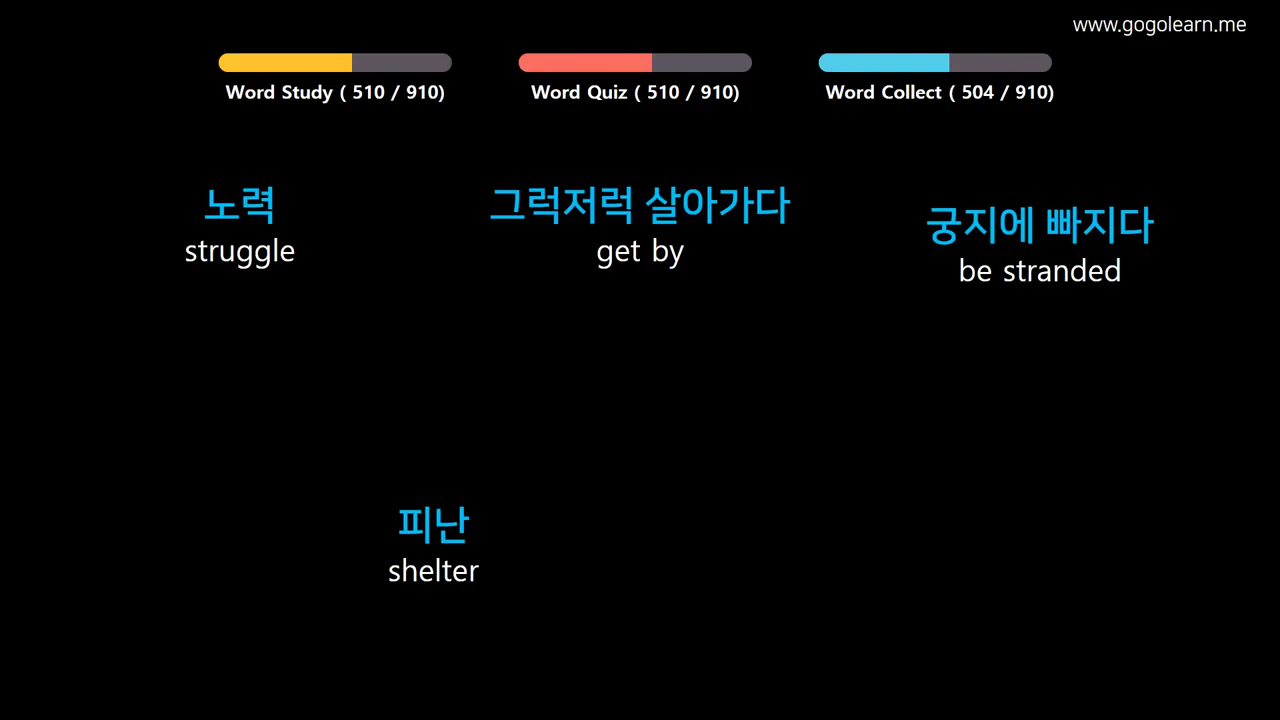 www.gogolearn.me
Word Study ( 510 / 910)
Word Quiz ( 510 / 910)
Word Collect ( 504 / 910)
노력
struggle
그럭저럭 살아가다
get by
궁지에 빠지다
be stranded
피난
shelter